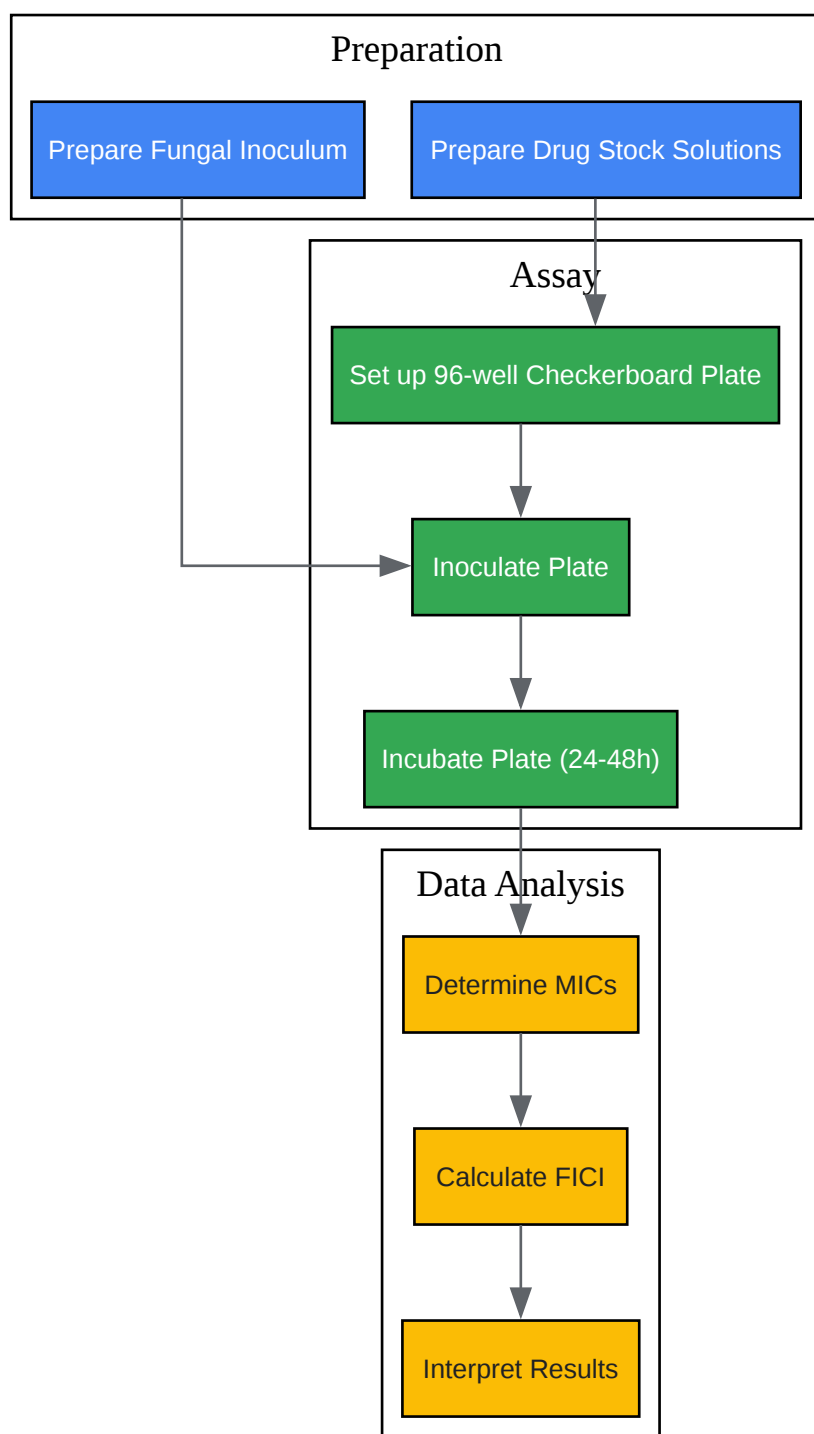 Preparation
Prepare Fungal Inoculum
Prepare Drug Stock Solutions
Assay
Set up 96-well Checkerboard Plate
Inoculate Plate
Incubate Plate (24-48h)
Data Analysis
Determine MICs
Calculate FICI
Interpret Results